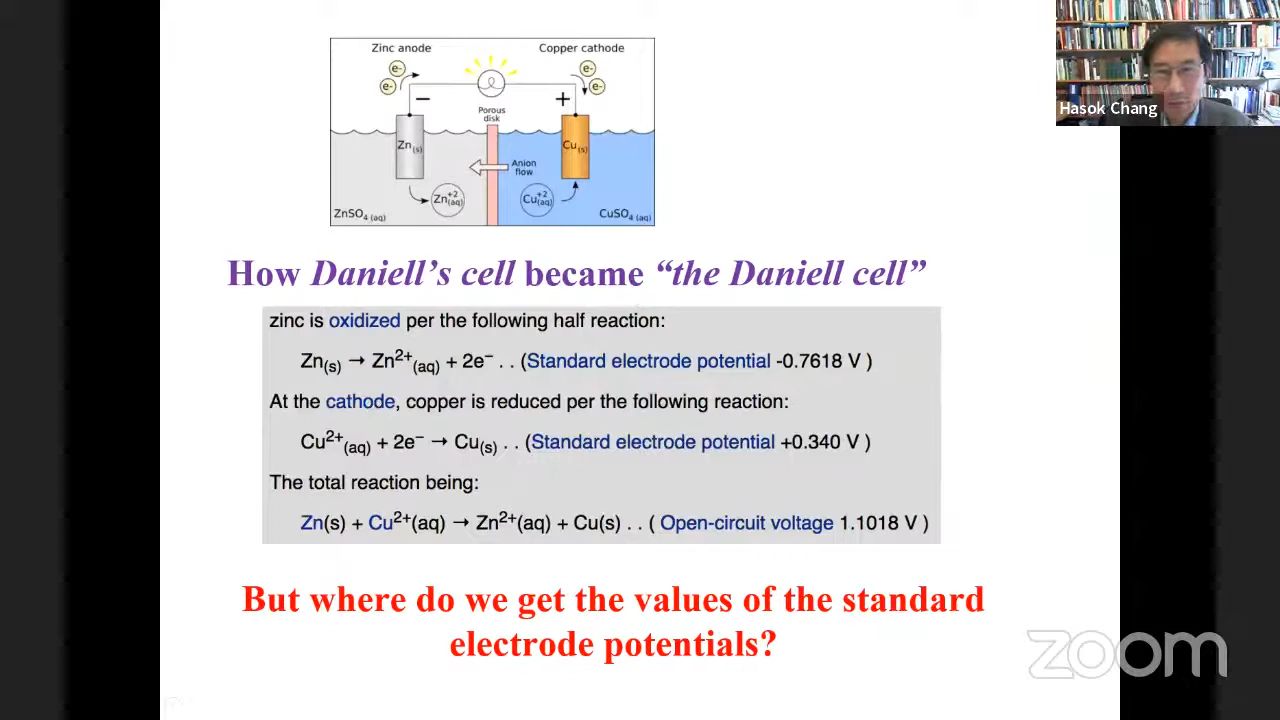 Zinc anode
Copper cathode
e-
e-
e-
e-
−
+
Porous
disk
Zn(s)
Cu(s)
Anion
flow
Zn+2(aq)
Cu+2(aq)
ZnSO4 (aq)
CuSO4 (aq)
Hasok Chang
How Daniell’s cell became “the Daniell cell”
zinc is oxidized per the following half reaction:
Zn(s) → Zn2+(aq) + 2e− . . (Standard electrode potential -0.7618 V )
At the cathode, copper is reduced per the following reaction:
Cu2+(aq) + 2e− → Cu(s) . . (Standard electrode potential +0.340 V )
The total reaction being:
Zn(s) + Cu2+(aq) → Zn2+(aq) + Cu(s) . . ( Open-circuit voltage 1.1018 V )
But where do we get the values of the standard
electrode potentials?
zoom